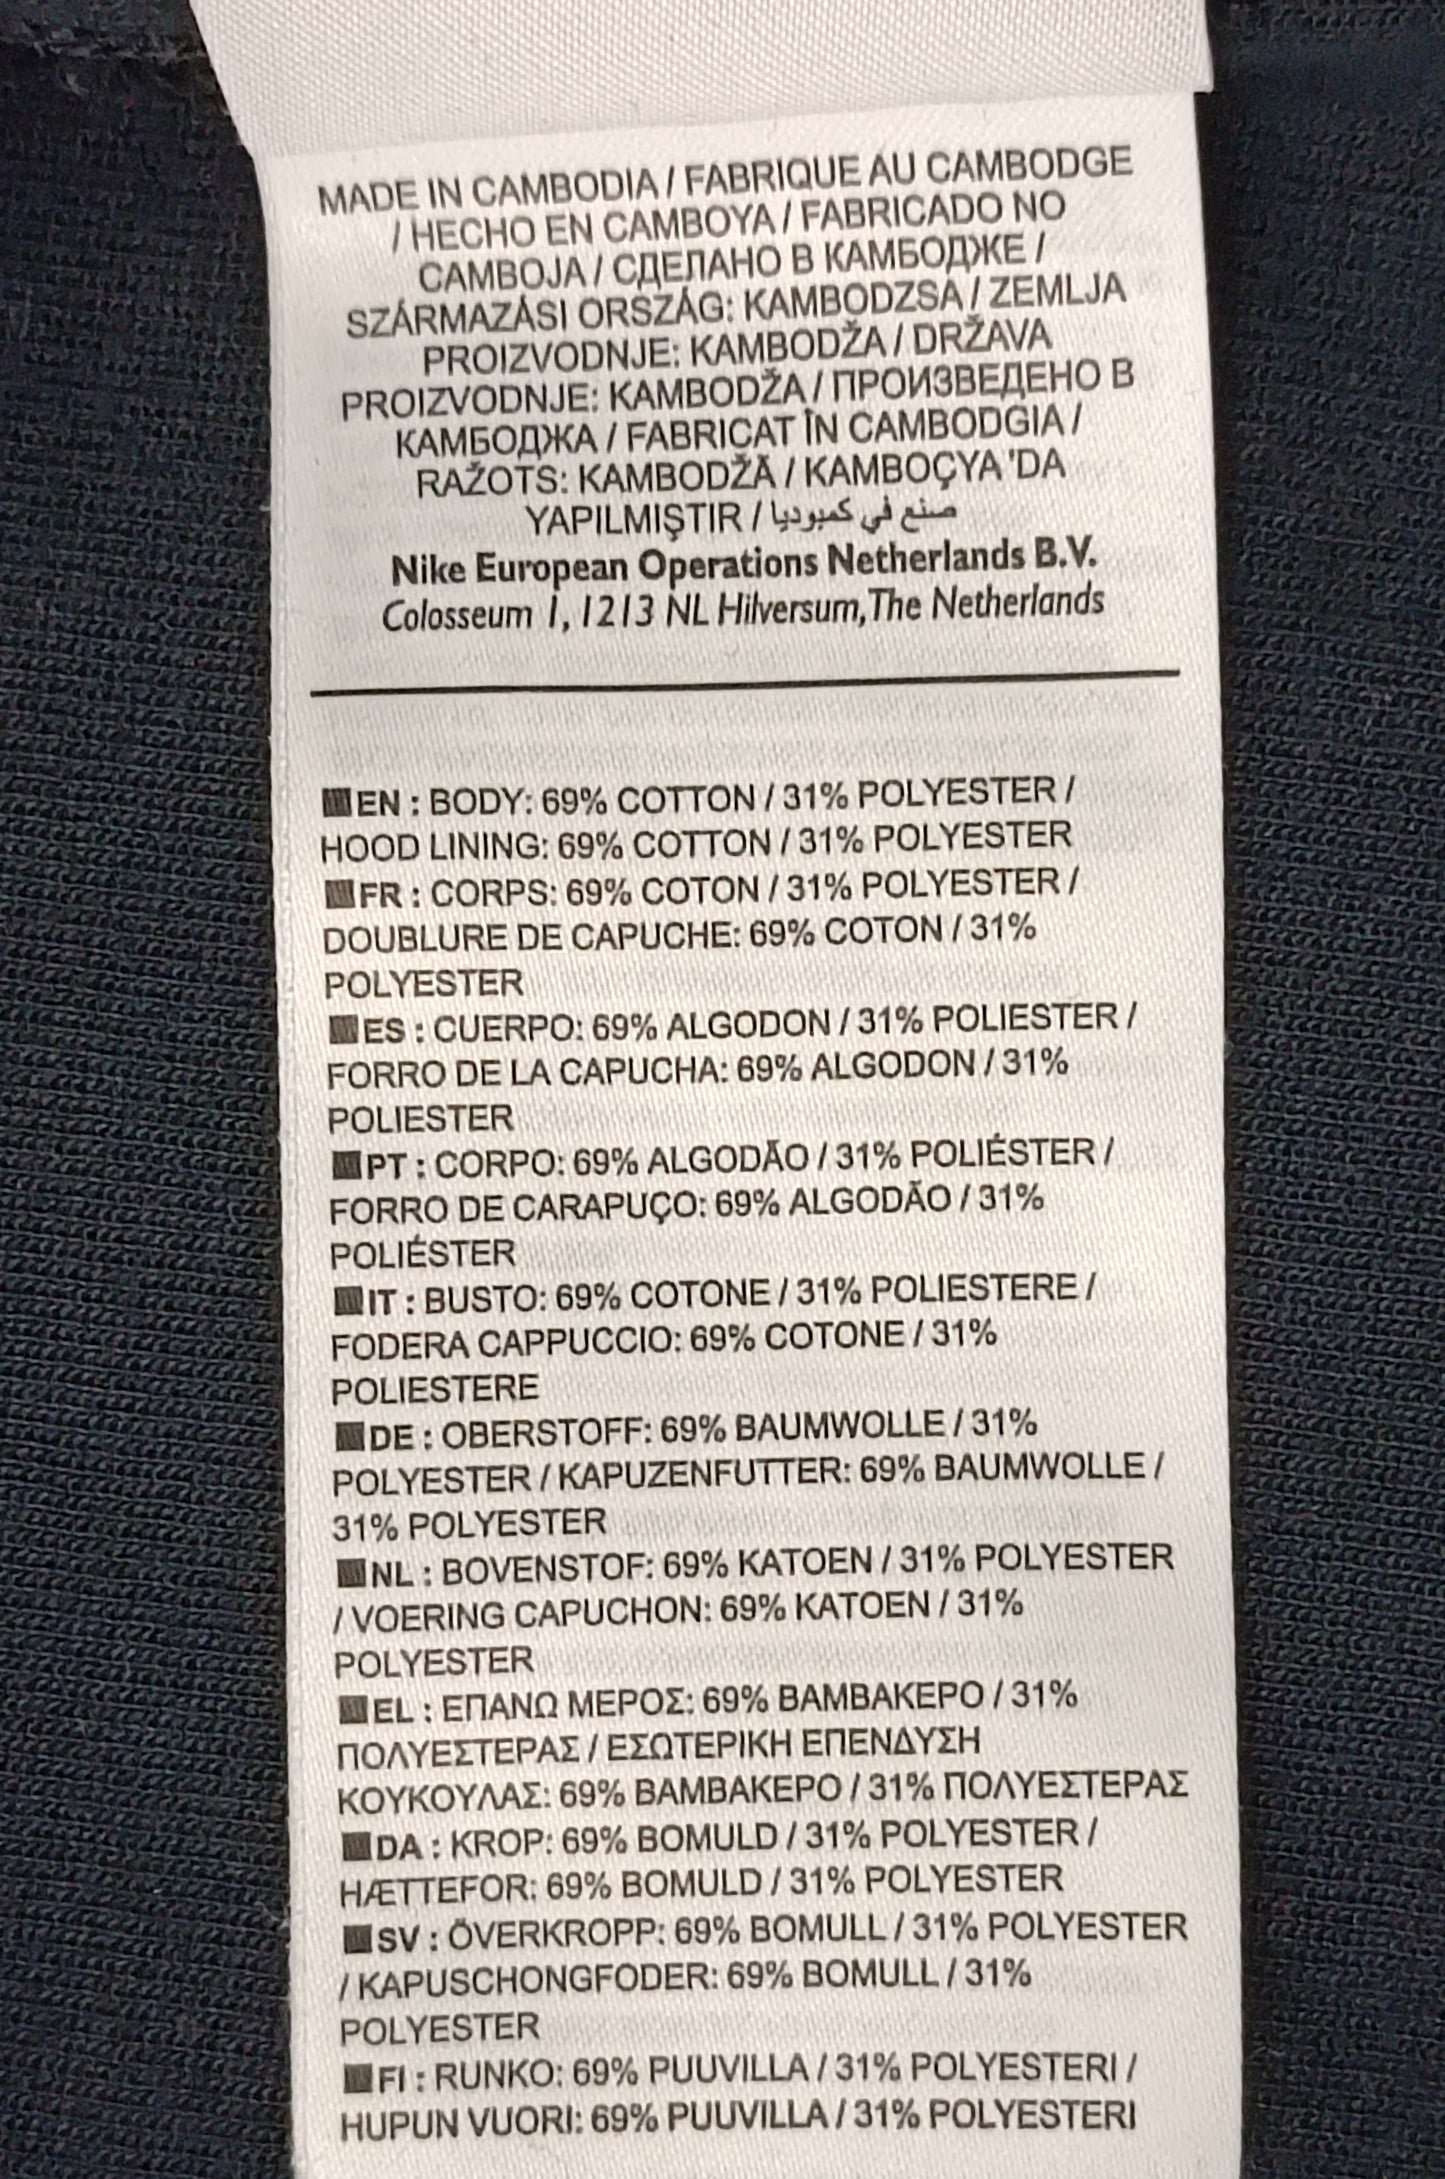 MADE IN CAMBODIA / FABRIQUE AU CAMBODGE
/ HECHO EN CAMBOYA / FABRICADO NO
CAMBOJA / СДЕЛАНО В КАМБОДЖЕ /
SZÁRMAZÁSI ORSZÁG: KAMBODZSA / ZEMLJA
PROIZVODNJE: KAMBODŽA / DRŽAVA
PROIZVODNJE: KAMBODŽA / ПРОИЗВЕДЕНО В
КАМБОДЖА / FABRICAT ÎN CAMBODGIA /
RAŽOTS: KAMBODŽĀ / KAMBOÇYA 'DA
YAPILMIŞTIR / صنع في كمبوديا
Nike European Operations Netherlands B.V.
Colosseum 1, 1213 NL Hilversum, The Netherlands
EN : BODY: 69% COTTON / 31% POLYESTER /
HOOD LINING: 69% COTTON / 31% POLYESTER
FR : CORPS: 69% COTON / 31% POLYESTER /
DOUBLURE DE CAPUCHE: 69% COTON / 31%
POLYESTER
ES : CUERPO: 69% ALGODON / 31% POLIESTER /
FORRO DE LA CAPUCHA: 69% ALGODON / 31%
POLIESTER
PT : CORPO: 69% ALGODÃO / 31% POLIÉSTER /
FORRO DE CARAPUÇO: 69% ALGODÃO / 31%
POLIÉSTER
IT : BUSTO: 69% COTONE / 31% POLIESTERE /
FODERA CAPPUCCIO: 69% COTONE / 31%
POLIESTERE
DE : OBERSTOFF: 69% BAUMWOLLE / 31%
POLYESTER / KAPUZENFUTTER: 69% BAUMWOLLE /
31% POLYESTER
NL : BOVENSTOF: 69% KATOEN / 31% POLYESTER
/ VOERING CAPUCHON: 69% KATOEN / 31%
POLYESTER
EL : ΕΠΑΝΩ ΜΕΡΟΣ: 69% ΒΑΜΒΑΚΕΡΟ / 31%
ΠΟΛΥΕΣΤΕΡΑΣ / ΕΣΩΤΕΡΙΚΗ ΕΠΕΝΔΥΣΗ
ΚΟΥΚΟΥΛΑΣ: 69% ΒΑΜΒΑΚΕΡΟ / 31% ΠΟΛΥΕΣΤΕΡΑΣ
DA : KROP: 69% BOMULD / 31% POLYESTER /
HÆTTEFOR: 69% BOMULD / 31% POLYESTER
SV : ÖVERKROPP: 69% BOMULL / 31% POLYESTER
/ KAPUSCHONGFODER: 69% BOMULL / 31%
POLYESTER
FI : RUNKO: 69% PUUVILLA / 31% POLYESTERI /
HUPUN VUORI: 69% PUUVILLA / 31% POLYESTERI